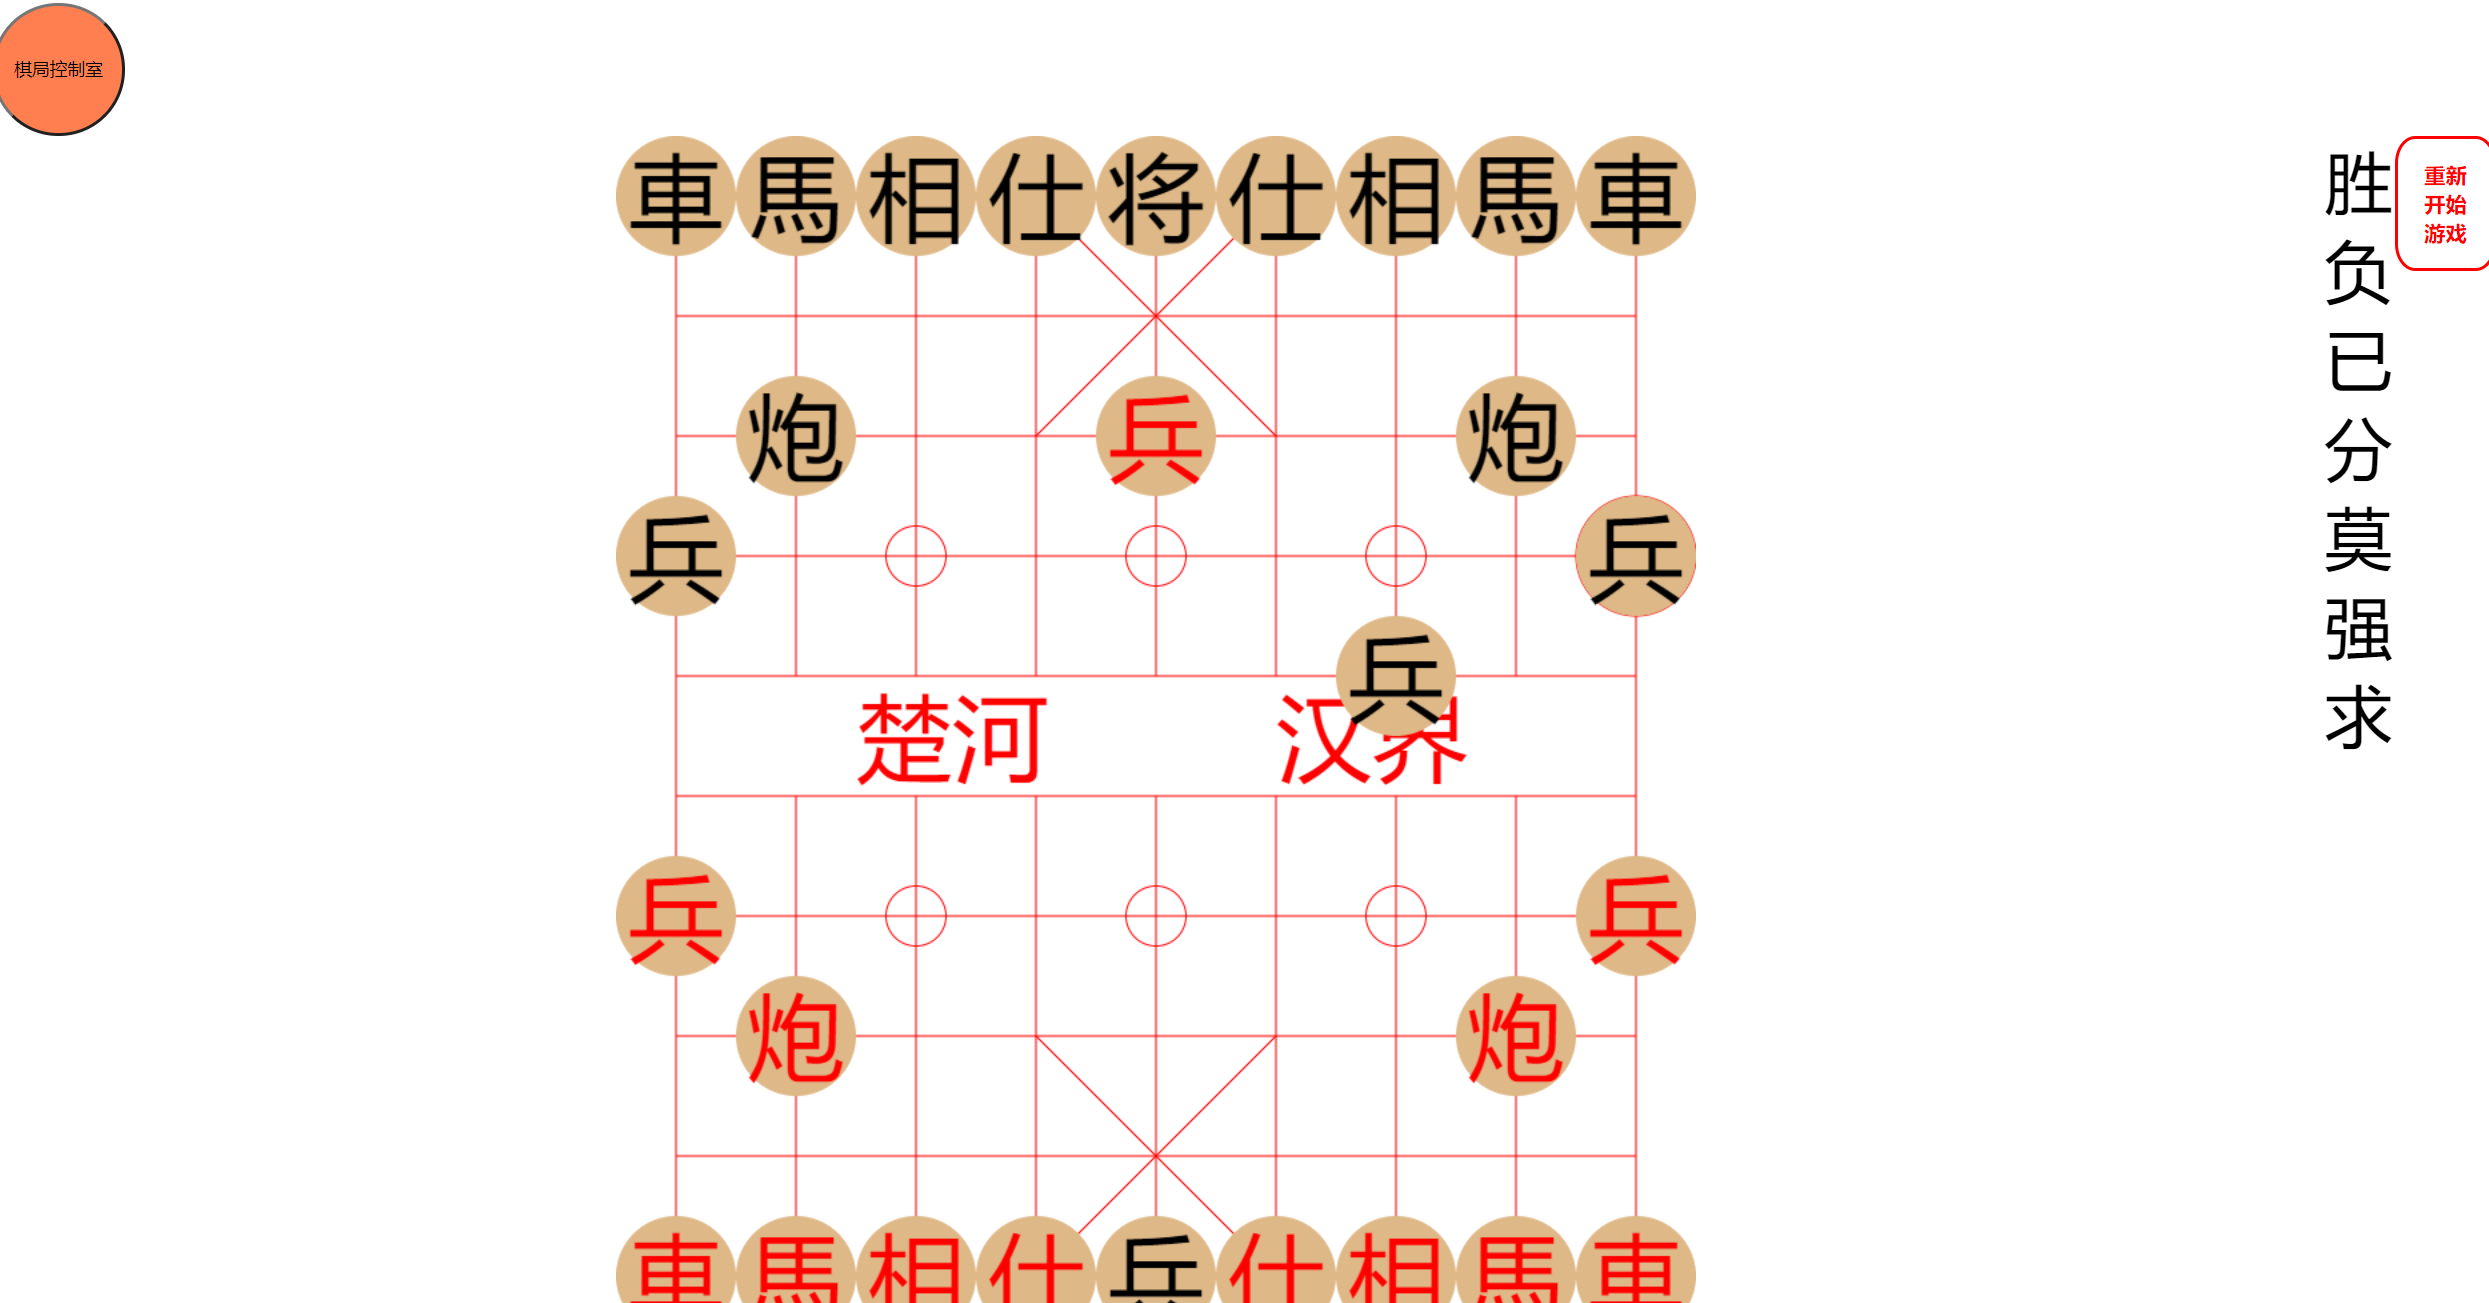 棋局控制室
車馬相仕将仕相馬車
炮兵炮
兵兵
兵
楚河 汉界
兵兵
炮炮
車馬相仕兵仕相馬車
胜负已分莫强求
重新
开始
游戏